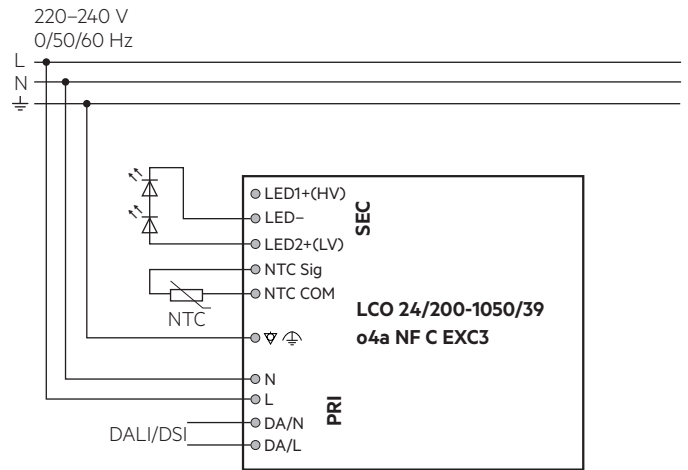 220–240 V
0/50/60 Hz
L
N
LED1+(HV)
LED–
LED2+(LV)
SEC
NTC Sig
NTC COM
NTC
LCO 24/200-1050/39
o4a NF C EXC3
N
L
PRI
DA/N
DALI/DSI
DA/L